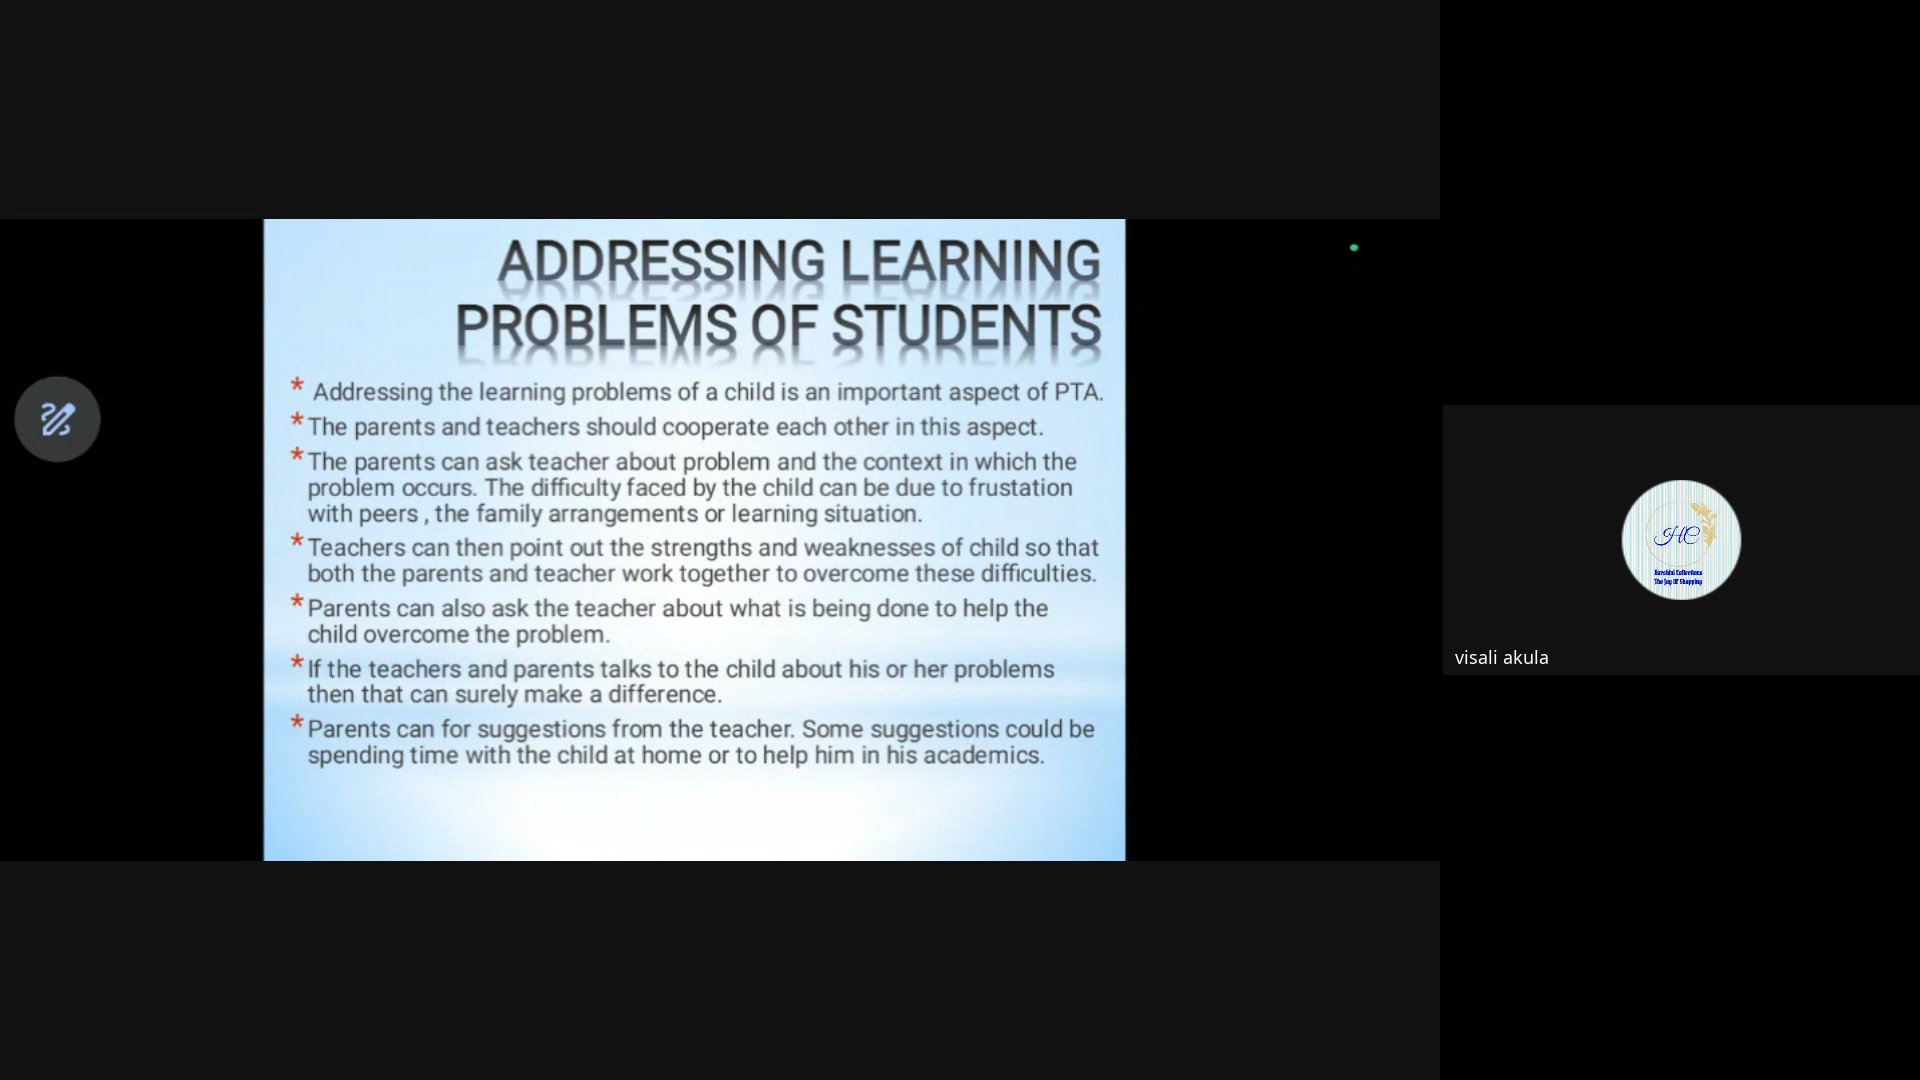 ADDRESSING LEARNING
PROBLEMS OF STUDENTS
* Addressing the learning problems of a child is an important aspect of PTA.
* The parents and teachers should cooperate each other in this aspect.
* The parents can ask teacher about problem and the context in which the
problem occurs. The difficulty faced by the child can be due to frustation
with peers , the family arrangements or learning situation.
* Teachers can then point out the strengths and weaknesses of child so that
both the parents and teacher work together to overcome these difficulties.
* Parents can also ask the teacher about what is being done to help the
child overcome the problem.
* If the teachers and parents talks to the child about his or her problems
then that can surely make a difference.
* Parents can for suggestions from the teacher. Some suggestions could be
spending time with the child at home or to help him in his academics.
HC
Harshini Collections
The Joy Of Shopping
visali akula